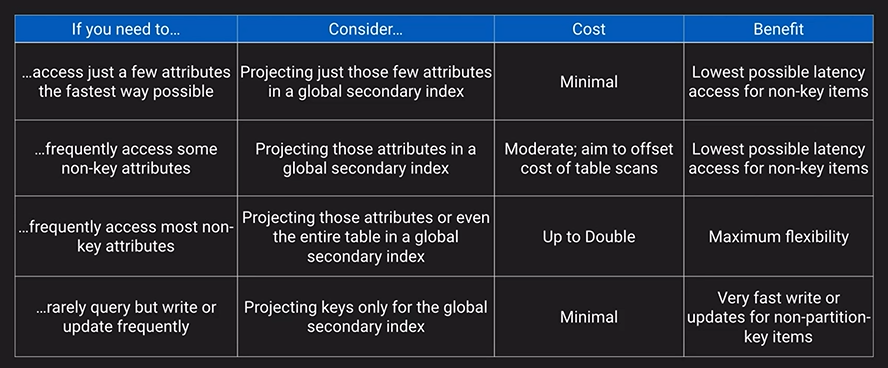 If you need to... Consider... Cost Benefit
...access just a few attributes
the fastest way possible
Projecting just those few attributes
in a global secondary index
Minimal
Lowest possible latency
access for non-key items
...frequently access some
non-key attributes
Projecting those attributes in a
global secondary index
Moderate; aim to offset
cost of table scans
Lowest possible latency
access for non-key items
...frequently access most non-
key attributes
Projecting those attributes or even
the entire table in a global
secondary index
Up to Double
Maximum flexibility
...rarely query but write or
update frequently
Projecting keys only for the global
secondary index
Minimal
Very fast write or
updates for non-partition-
key items